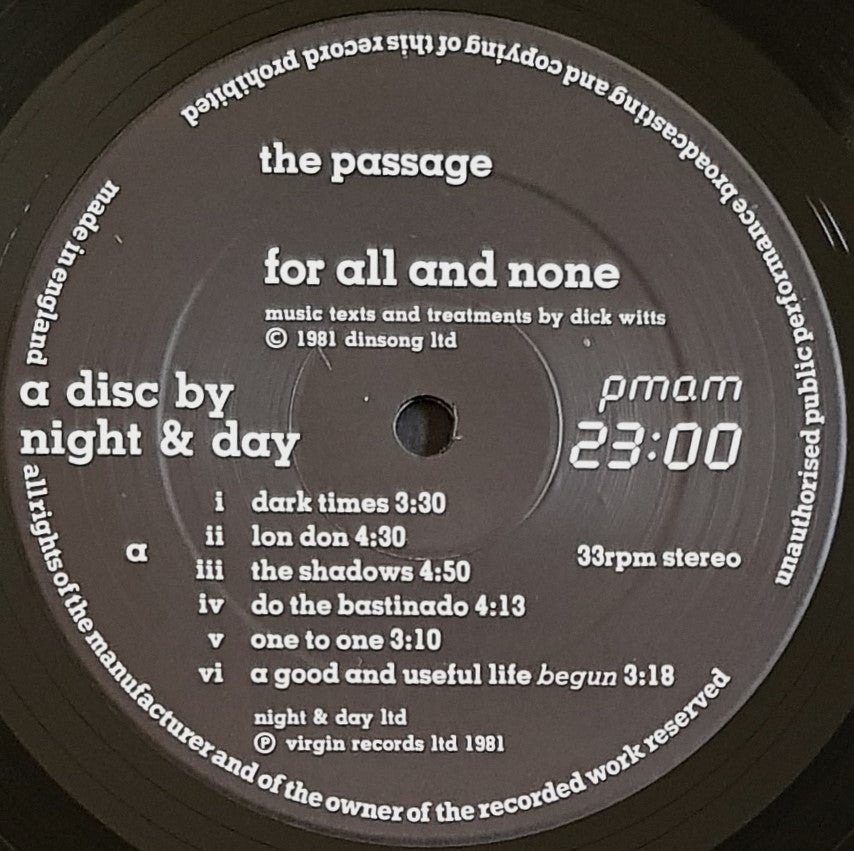 the passage
for all and none
music texts and treatments by dick witts
© 1981 dinsong ltd
a disc by
night & day
pmam
23:00
a
33rpm stereo
i dark times 3:30
ii lon don 4:30
iii the shadows 4:50
iv do the bastinado 4:13
v one to one 3:10
vi a good and useful life begun 3:18
night & day ltd
℗ virgin records ltd 1981
made in england
all rights of the manufacturer and of the owner of the recorded work reserved
unauthorised public performance broadcasting and copying of this record prohibited